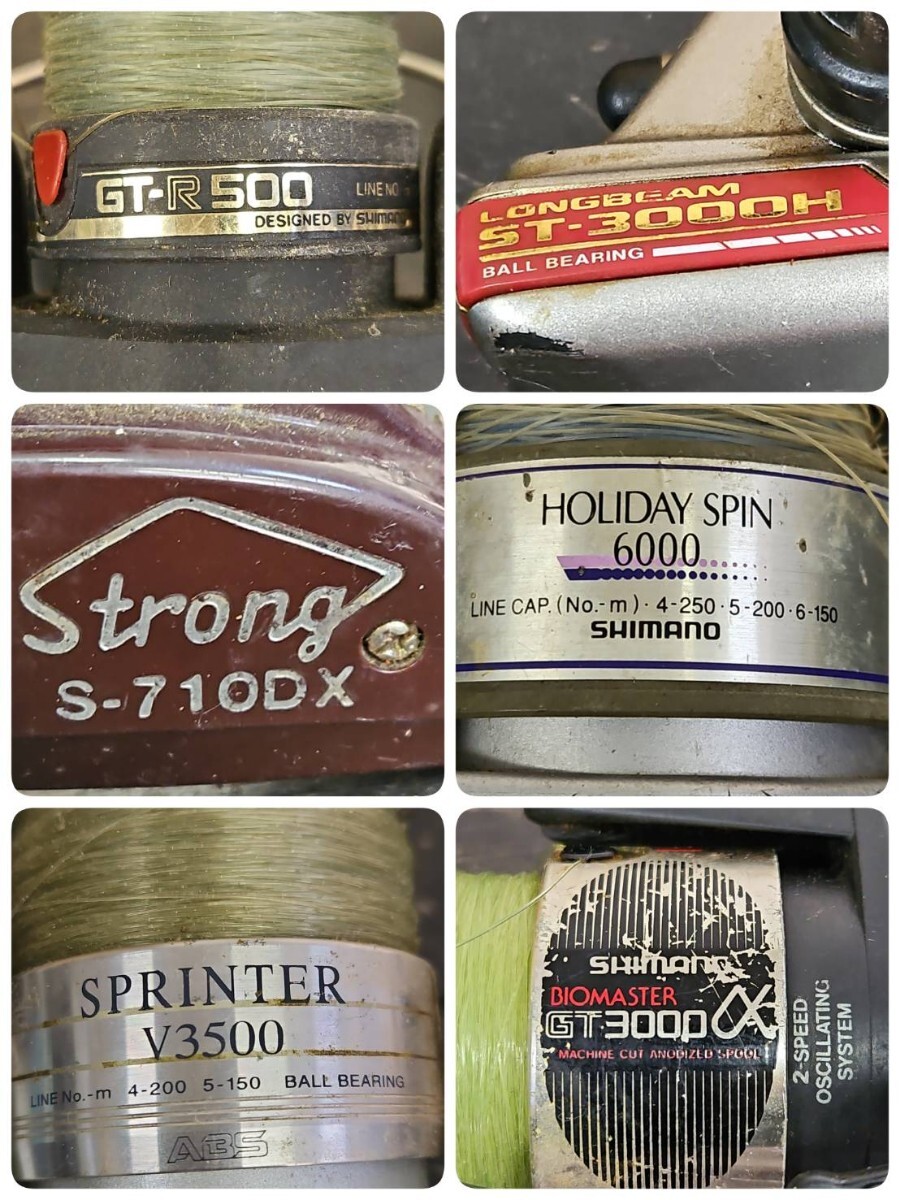 GT-R 500 LINE NO
DESIGNED BY SHIMANO
LONGBEAM
ST-3000H
BALL BEARING
Strong
S-710DX
HOLIDAY SPIN
6000
LINE CAP. (No.-m)・4-250・5-200・6-150
SHIMANO
SPRINTER
V3500
LINE No.-m 4-200 5-150 BALL BEARING
ABS
SHIMANO
BIOMASTER
GT3000α
MACHINE CUT ANODIZED SPOOL
2-SPEED
OSCILLATING
SYSTEM